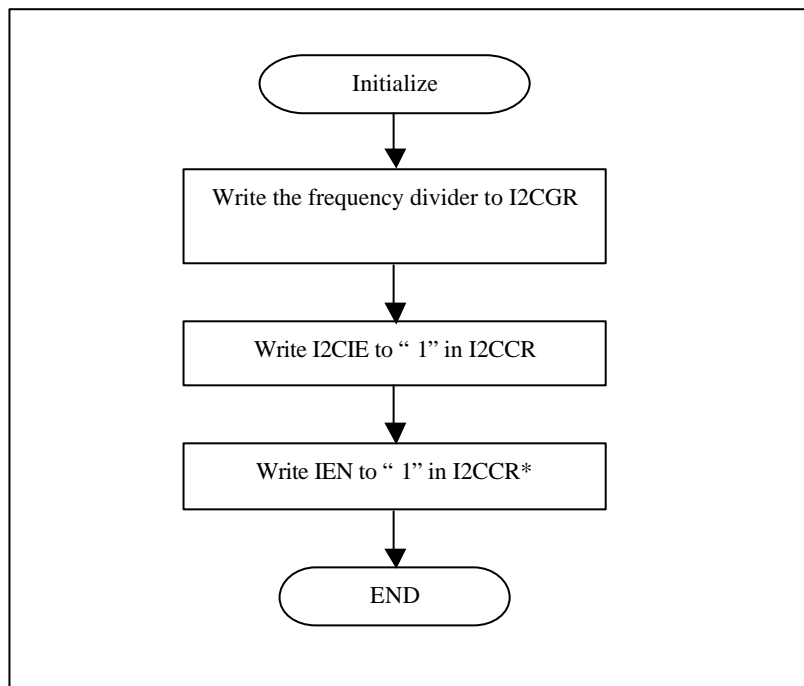 Initialize
Write the frequency divider to I2CGR
Write I2CIE to “ 1” in I2CCR
Write IEN to “ 1” in I2CCR*
END